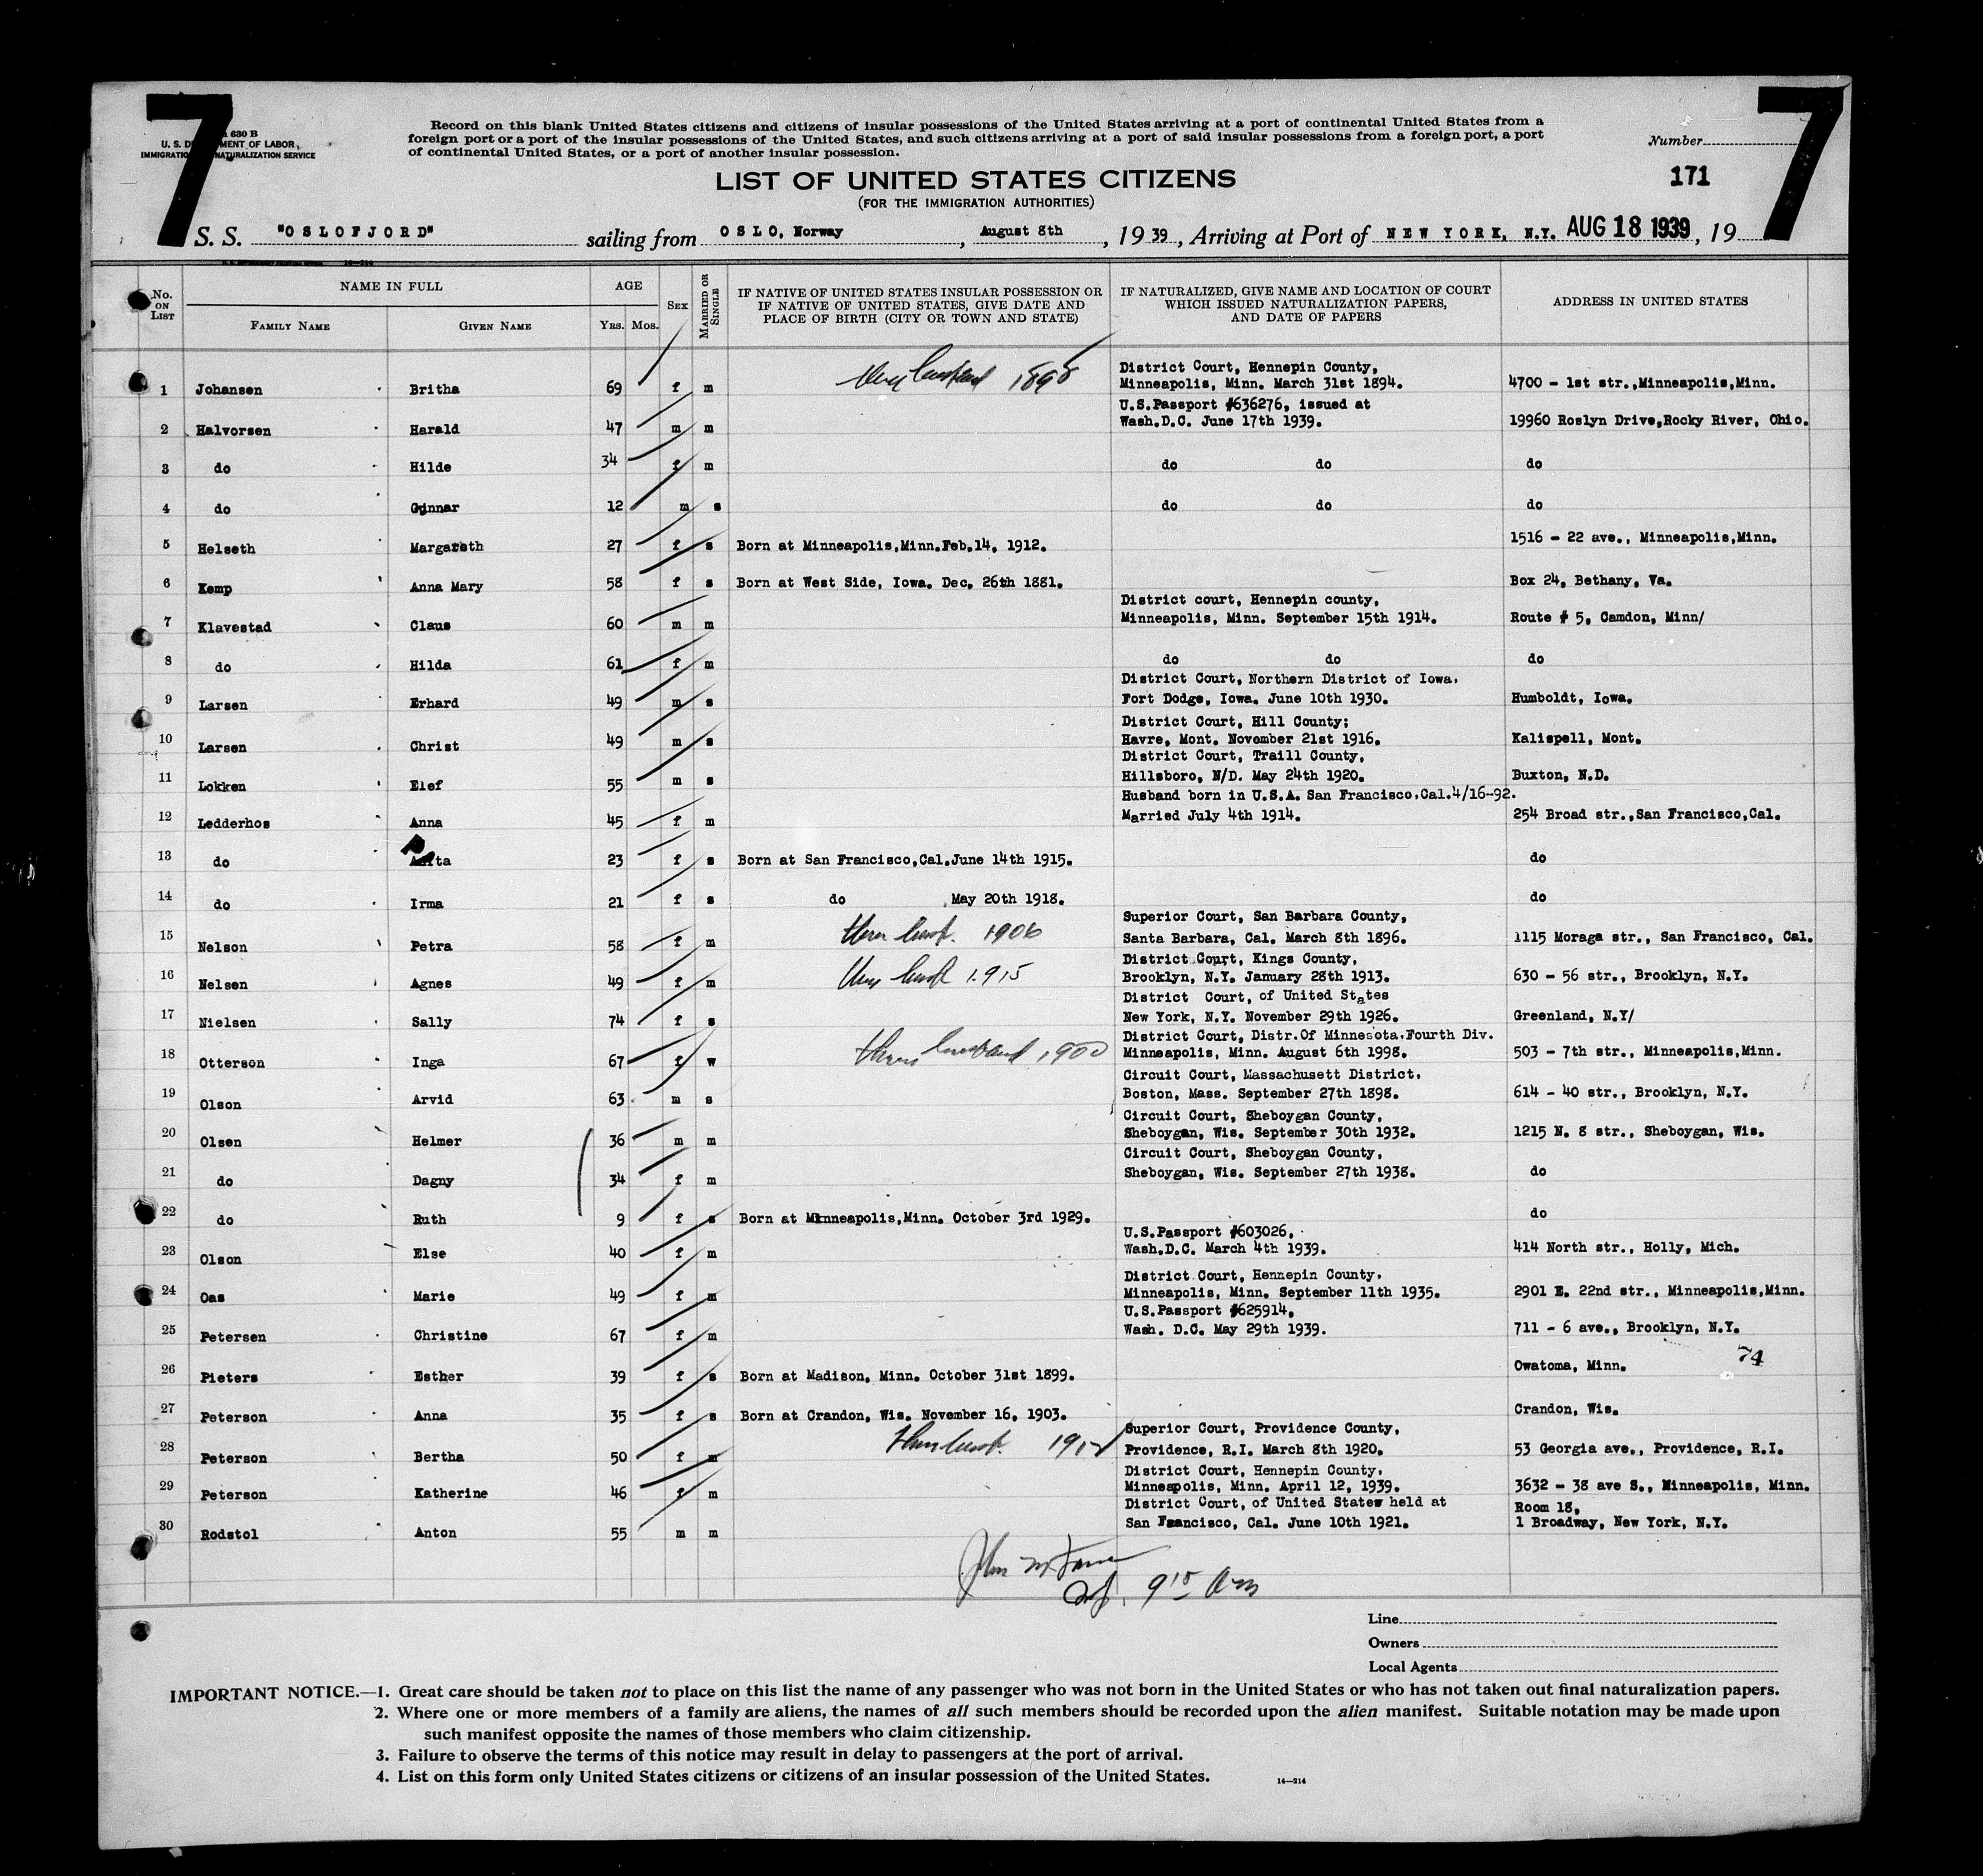 7 7
630 B
U. S. DEPARTMENT OF LABOR
IMMIGRATION NATURALIZATION SERVICE
Record on this blank United States citizens and citizens of insular possessions of the United States arriving at a port of continental United States from a
foreign port or a port of the insular possessions of the United States, and such citizens arriving at a port of said insular possessions from a foreign port, a port
of continental United States, or a port of another insular possession.
Number
171
LIST OF UNITED STATES CITIZENS
(FOR THE IMMIGRATION AUTHORITIES)
S. S. "OSLOFJORD" sailing from OSLO, Norway, August 8th, 1939, Arriving at Port of NEW YORK, N.Y. AUG 18 1939, 19
No. ON LIST
NAME IN FULL
FAMILY NAME GIVEN NAME
AGE
YRS. MOS.
SEX
MARRIED OR SINGLE
IF NATIVE OF UNITED STATES INSULAR POSSESSION OR
IF NATIVE OF UNITED STATES, GIVE DATE AND
PLACE OF BIRTH (CITY OR TOWN AND STATE)
IF NATURALIZED, GIVE NAME AND LOCATION OF COURT
WHICH ISSUED NATURALIZATION PAPERS,
AND DATE OF PAPERS
ADDRESS IN UNITED STATES
District Court, Hennepin County,
1 Johansen Britha 69 f m husband 1898 Minneapolis, Minn. March 31st 1894. 4700 - 1st str.,Minneapolis,Minn.
U.S.Passport #636276, issued at
2 Halvorsen Harald 47 m m Wash.D.C. June 17th 1939. 19960 Roslyn Drive,Rocky River, Ohio.
3 do Hilde 34 f m do do do
4 do Gunnar 12 m s do do do
5 Helseth Margareth 27 f s Born at Minneapolis,Minn.Feb.14, 1912. 1516 - 22 ave., Minneapolis,Minn.
6 Kemp Anna Mary 58 f s Born at West Side, Iowa. Dec. 26th 1881. Box 24, Bethany, Va.
District court, Hennepin county,
7 Klavestad Claus 60 m m Minneapolis, Minn. September 15th 1914. Route # 5, Camdon, Minn/
8 do Hilda 61 f m do do do
District Court, Northern District of Iowa.
9 Larsen Erhard 49 m s Fort Dodge, Iowa. June 10th 1930. Humboldt, Iowa.
District Court, Hill County;
10 Larsen Christ 49 m s Havre, Mont. November 21st 1916. Kalispell, Mont.
District Court, Traill County,
11 Lokken Elef 55 m s Hillsboro, N/D. May 24th 1920. Buxton, N.D.
Husband born in U.S.A. San Francisco,Cal.4/16-92.
12 Ledderhos Anna 45 f m Married July 4th 1914. 254 Broad str.,San Francisco,Cal.
13 do Anita 23 f s Born at San Francisco,Cal.June 14th 1915. do
14 do Irma 21 f s do May 20th 1918. do
Superior Court, San Barbara County,
15 Nelson Petra 58 f m husb. 1906 Santa Barbara, Cal. March 8th 1896. 1115 Moraga str., San Francisco, Cal.
District Court, Kings County,
16 Nelsen Agnes 49 f m husb 1915 Brooklyn, N.Y. January 28th 1913. 630 - 56 str., Brooklyn, N.Y.
District Court, of United States
17 Nielsen Sally 74 f s New York, N.Y. November 29th 1926. Greenland, N.Y/
District Court, Distr.Of Minnesota.Fourth Div.
18 Otterson Inga 67 f w husband 1900 Minneapolis, Minn. August 6th 1998. 503 - 7th str., Minneapolis,Minn.
Circuit Court, Massachusett District,
19 Olson Arvid 63 m s Boston, Mass. September 27th 1898. 614 - 40 str., Brooklyn, N.Y.
Circuit Court, Sheboygan County,
20 Olsen Helmer 36 m m Sheboygan, Wis. September 30th 1932. 1215 N. 8 str., Sheboygan, Wis.
Circuit Court, Sheboygan County,
21 do Dagny 34 f m Sheboygan, Wis. September 27th 1938. do
22 do Ruth 9 f s Born at Minneapolis,Minn. October 3rd 1929. do
U.S.Passport #603026,
23 Olson Else 40 f m Wash.D.C. March 4th 1939. 414 North str., Holly, Mich.
District Court, Hennepin County.
24 Oas Marie 49 f m Minneapolis, Minn. September 11th 1935. 2901 E. 22nd str., Minneapolis,Minn.
U.S.Passport #625914.
25 Petersen Christine 67 f m Wash. D.C. May 29th 1939. 711 - 6 ave., Brooklyn, N.Y.
74
26 Pieters Esther 39 f s Born at Madison, Minn. October 31st 1899. Owatoma, Minn.
27 Peterson Anna 35 f s Born at Crandon, Wis. November 16, 1903. Crandon, Wis.
Superior Court, Providence County,
28 Peterson Bertha 50 f m husb. Providence, R.I. March 8th 1920. 53 Georgia ave., Providence, R.I.
District Court, Hennepin County.
29 Peterson Katherine 46 f m Minneapolis, Minn. April 12, 1939. 3632 - 38 ave S., Minneapolis, Minn.
District Court, of United States held at Room 18,
30 Rodstol Anton 55 m m San Francisco, Cal. June 10th 1921. 1 Broadway, New York, N.Y.
John
9 15 Am
Line
Owners
Local Agents
IMPORTANT NOTICE.—1. Great care should be taken not to place on this list the name of any passenger who was not born in the United States or who has not taken out final naturalization papers.
2. Where one or more members of a family are aliens, the names of all such members should be recorded upon the alien manifest. Suitable notation may be made upon
such manifest opposite the names of those members who claim citizenship.
3. Failure to observe the terms of this notice may result in delay to passengers at the port of arrival.
4. List on this form only United States citizens or citizens of an insular possession of the United States.
14—214